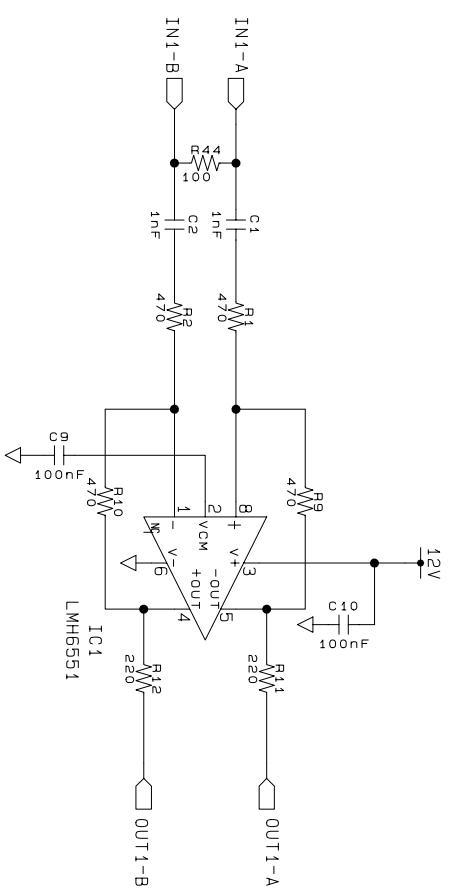 IN1-B
IN1-A
R44
100
C2
1nF
C1
1nF
R2
470
R1
470
C9
100nF
R10
470
R9
470
1
2
8
-
VCM
+
NC
V-
V+
6
3
+OUT
-OUT
4
5
12V
C10
100nF
IC1
LMH6551
R12
220
R11
220
OUT1-B
OUT1-A